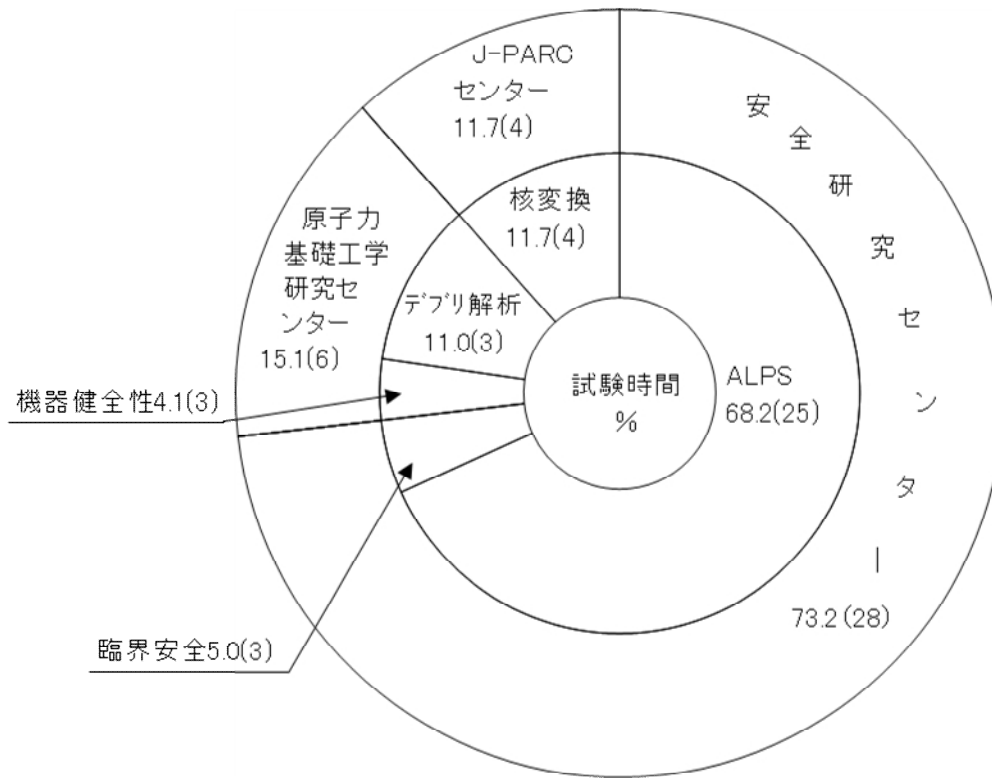 J-PARC
センター
11.7(4)
安全研究センター
73.2(28)
核変換
11.7(4)
原子力
基礎工学
研究セ
ンター
15.1(6)
デブリ解析
11.0(3)
試験時間
%
ALPS
68.2(25)
機器健全性4.1(3)
臨界安全5.0(3)